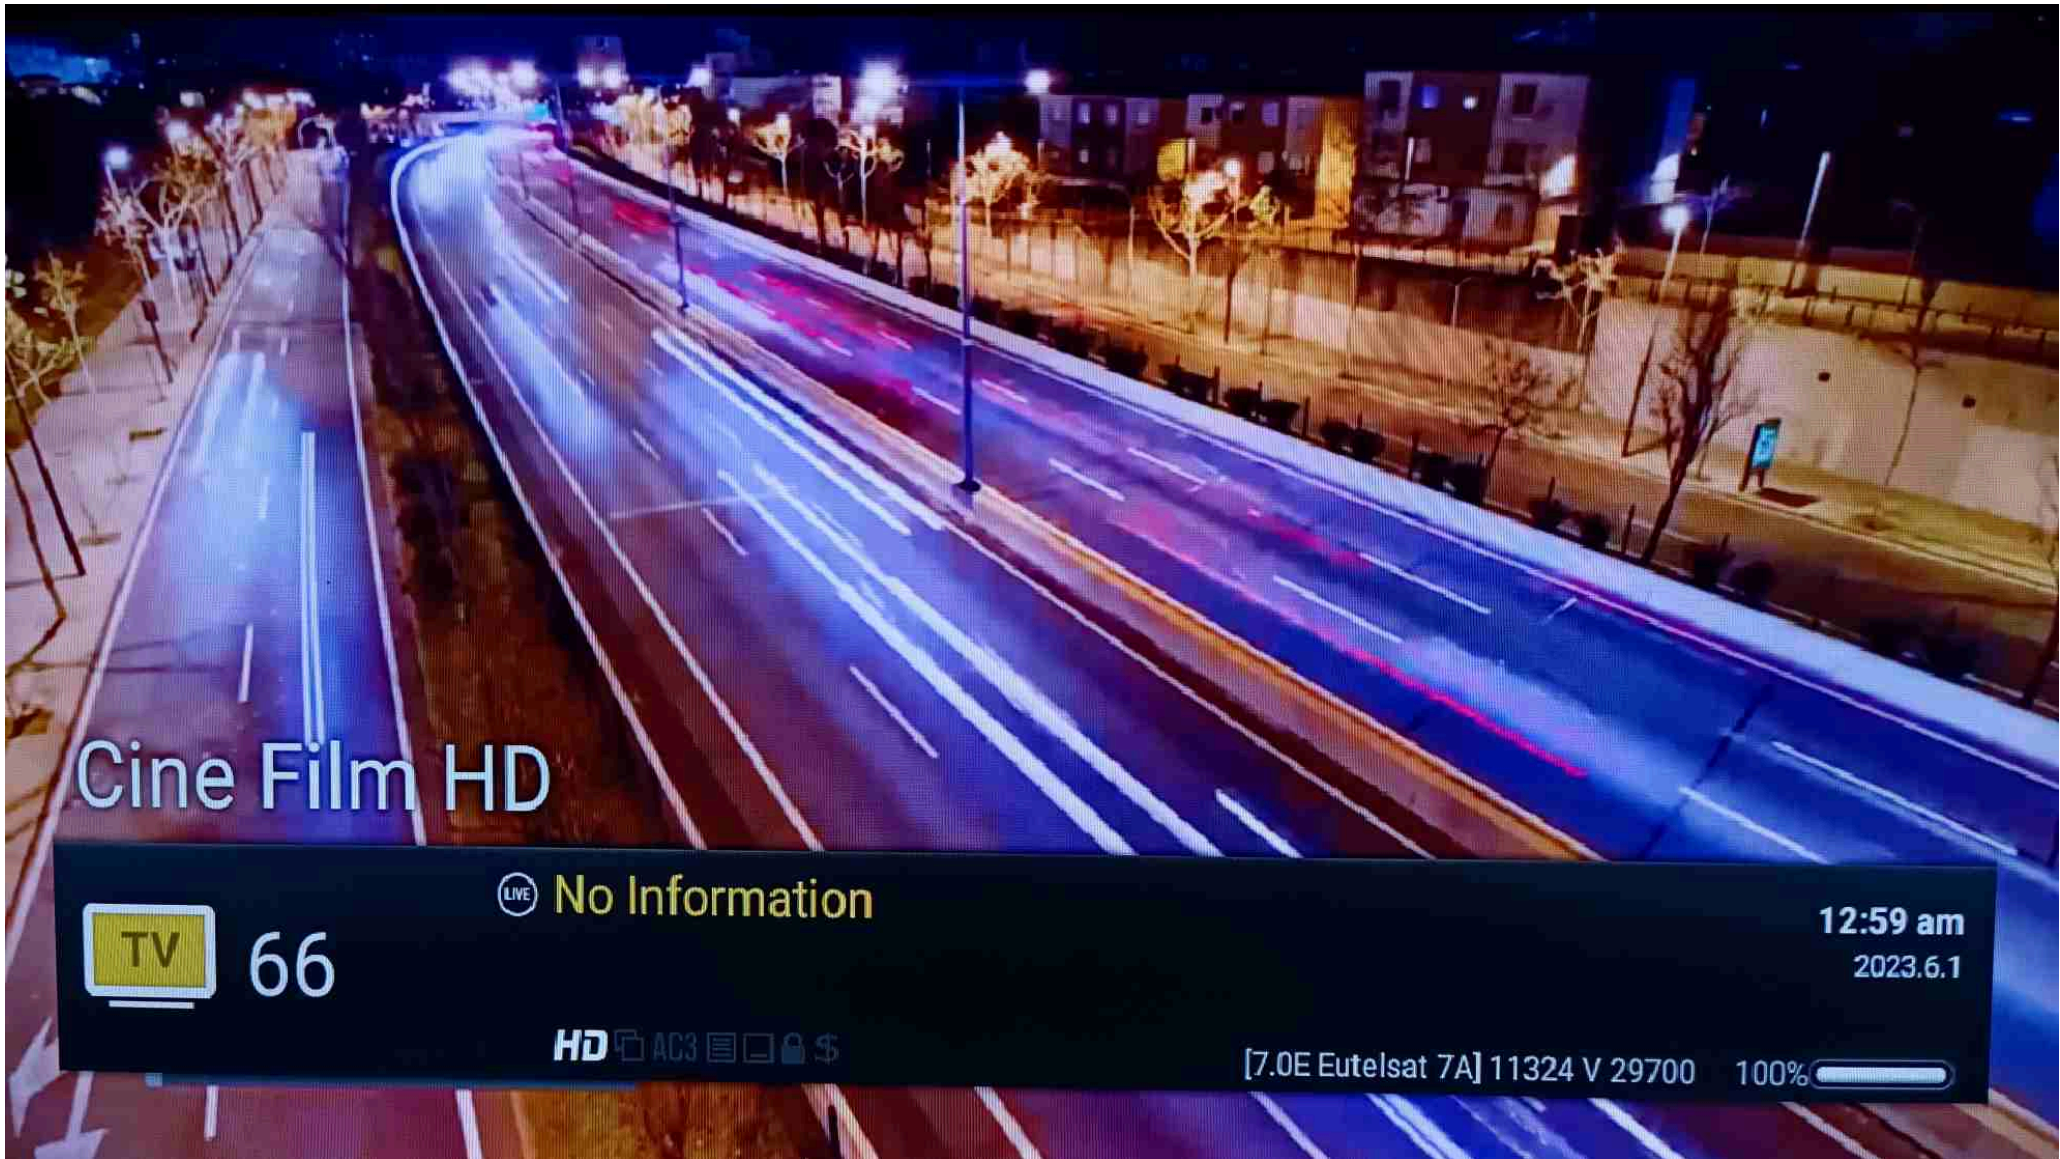 Cine Film HD
LIVE No Information
TV 66
12:59 am
2023.6.1
HD AC3 $
[7.0E Eutelsat 7A] 11324 V 29700 100%